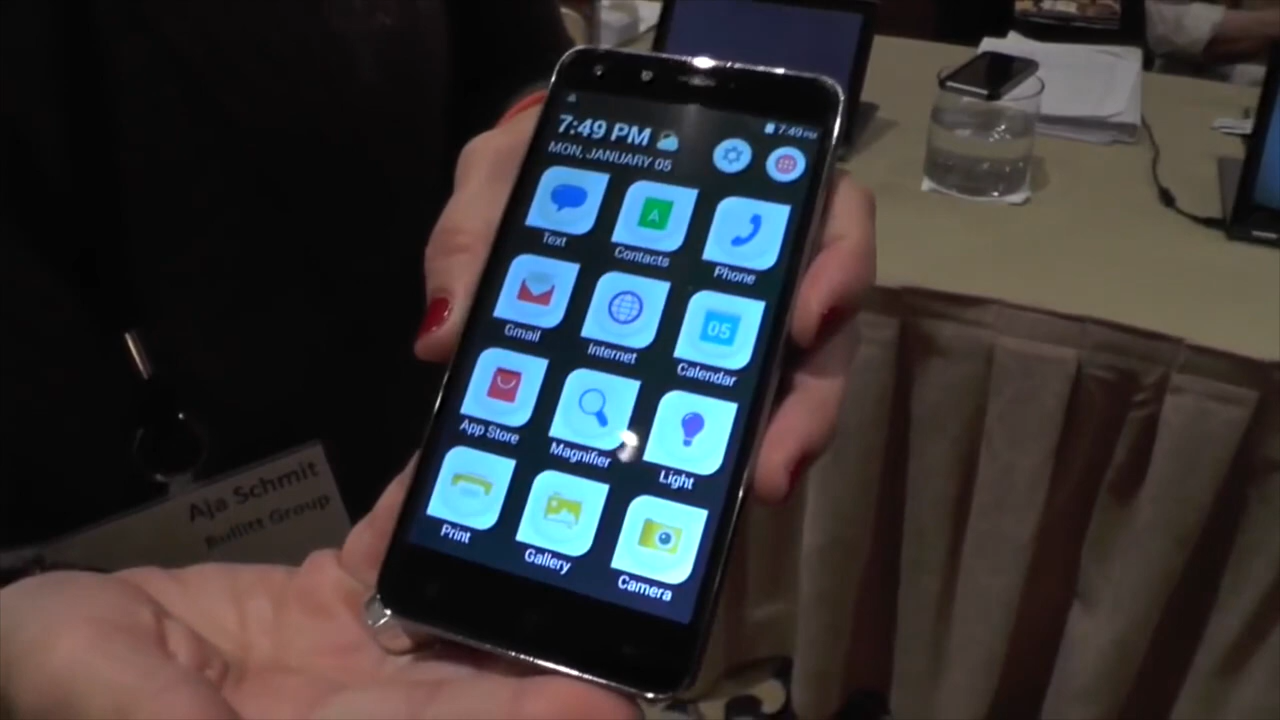 7:49 PM
7:49 PM
MON, JANUARY 05
Text
Contacts
A
Phone
Gmail
Internet
Calendar
05
App Store
Magnifier
Light
Print
Gallery
Camera
Aja Schmit
Bullitt Group